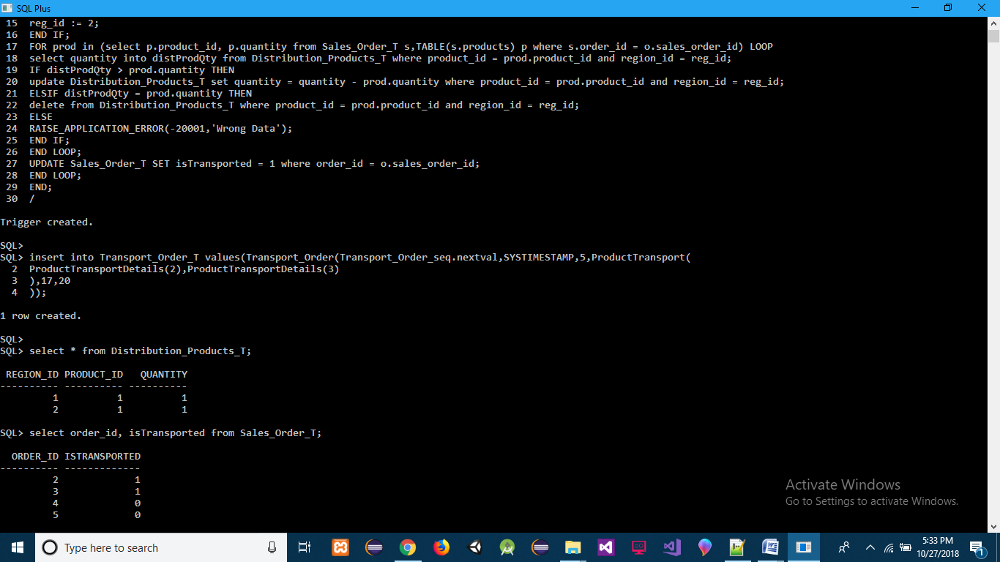 SQL Plus
15 reg_id := 2;
16 END IF;
17 FOR prod in (select p.product_id, p.quantity from Sales_Order_T s,TABLE(s.products) p where s.order_id = o.sales_order_id) LOOP
18 select quantity into distProdQty from Distribution_Products_T where product_id = prod.product_id and region_id = reg_id;
19 IF distProdQty > prod.quantity THEN
20 update Distribution_Products_T set quantity = quantity - prod.quantity where product_id = prod.product_id and region_id = reg_id;
21 ELSIF distProdQty = prod.quantity THEN
22 delete from Distribution_Products_T where product_id = prod.product_id and region_id = reg_id;
23 ELSE
24 RAISE_APPLICATION_ERROR(-20001,'Wrong Data');
25 END IF;
26 END LOOP;
27 UPDATE Sales_Order_T SET isTransported = 1 where order_id = o.sales_order_id;
28 END LOOP;
29 END;
30 /
Trigger created.
SQL>
SQL> insert into Transport_Order_T values(Transport_Order(Transport_Order_seq.nextval,SYSTIMESTAMP,5,ProductTransport(
2 ProductTransportDetails(2),ProductTransportDetails(3)
3 ),17,20
4 ));
1 row created.
SQL>
SQL> select * from Distribution_Products_T;
REGION_ID PRODUCT_ID QUANTITY
---------- ---------- ----------
1 1 1
2 1 1
SQL> select order_id, isTransported from Sales_Order_T;
ORDER_ID ISTRANSPORTED
---------- -------------
2 1
3 1
4 0
5 0
Activate Windows
Go to Settings to activate Windows.
Type here to search
5:33 PM
10/27/2018
1